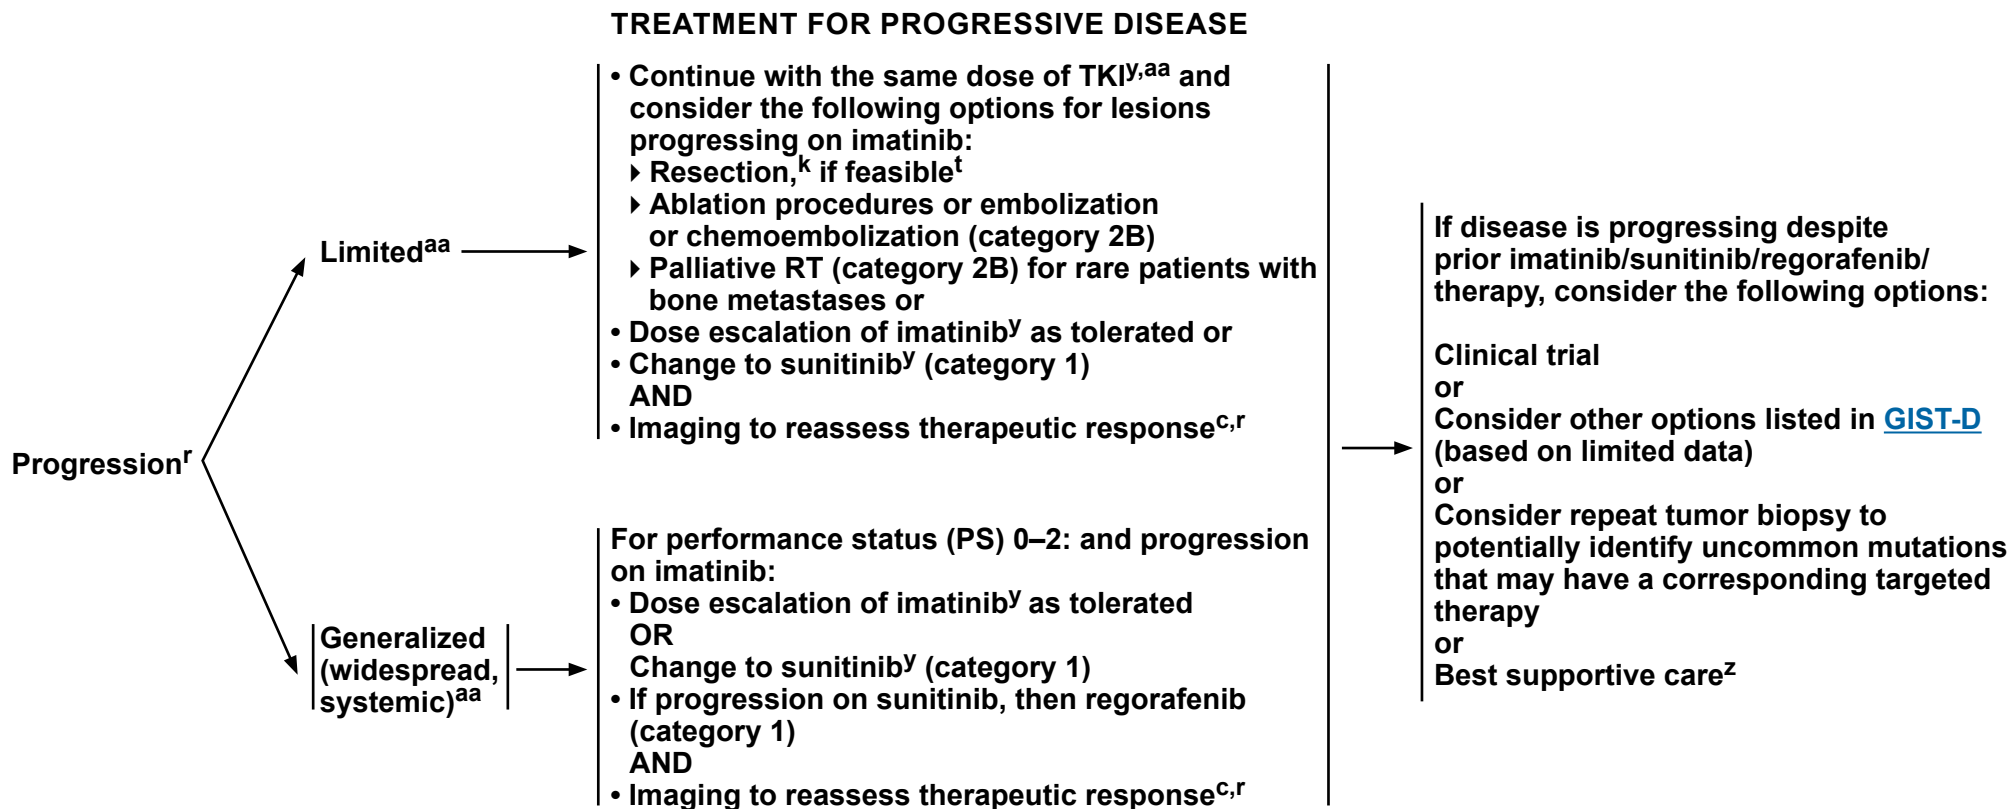 TREATMENT FOR PROGRESSIVE DISEASE
Progressionʳ
Limitedᵃᵃ
• Continue with the same dose of TKIʸ,ᵃᵃ and
consider the following options for lesions
progressing on imatinib:
▸ Resection,ᵏ if feasibleᵗ
▸ Ablation procedures or embolization
or chemoembolization (category 2B)
▸ Palliative RT (category 2B) for rare patients with
bone metastases or
• Dose escalation of imatinibʸ as tolerated or
• Change to sunitinibʸ (category 1)
AND
• Imaging to reassess therapeutic responseᶜ,ʳ
Generalized
(widespread,
systemic)ᵃᵃ
For performance status (PS) 0–2: and progression
on imatinib:
• Dose escalation of imatinibʸ as tolerated
OR
Change to sunitinibʸ (category 1)
• If progression on sunitinib, then regorafenib
(category 1)
AND
• Imaging to reassess therapeutic responseᶜ,ʳ
If disease is progressing despite
prior imatinib/sunitinib/regorafenib/
therapy, consider the following options:
Clinical trial
or
Consider other options listed in GIST-D
(based on limited data)
or
Consider repeat tumor biopsy to
potentially identify uncommon mutations
that may have a corresponding targeted
therapy
or
Best supportive careᶻ